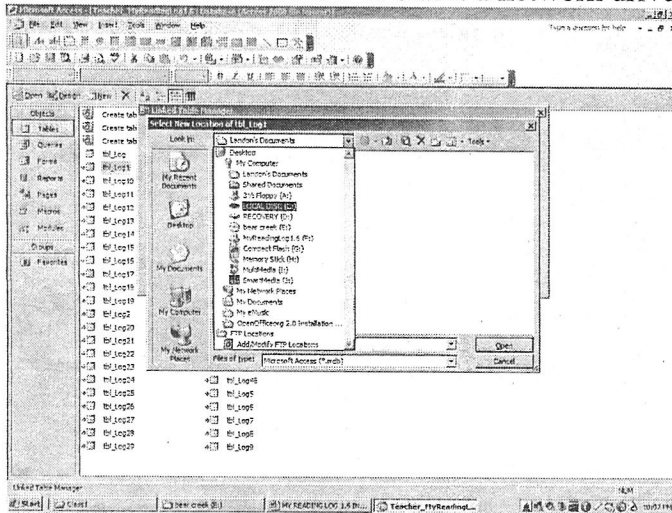 Microsoft Access
File Edit View Insert Tools Window Help
Type a question for help
Open Design New
Objects
Tables
Queries
Forms
Reports
Pages
Macros
Modules
Groups
Favorites
Create tab
Create tab
Create tab
tbl_Log
tbl_Log1
tbl_Log10
tbl_Log11
tbl_Log12
tbl_Log13
tbl_Log14
tbl_Log15
tbl_Log16
tbl_Log17
tbl_Log18
tbl_Log19
tbl_Log2
tbl_Log20
tbl_Log21
tbl_Log22
tbl_Log23
tbl_Log24
tbl_Log25
tbl_Log26
tbl_Log27
tbl_Log28
tbl_Log29
tbl_Log5
tbl_Log6
tbl_Log7
tbl_Log8
tbl_Log9
Linked Table Manager
Select New Location of tbl_Log1
Look in:
Landon's Documents
Tools
My Recent Documents
Desktop
My Documents
My Computer
My Network Places
Desktop
My Computer
Landon's Documents
Shared Documents
3½ Floppy (A:)
LOCAL DISC (C:)
RECOVERY (D:)
bear creek (E:)
MyReadingLog1.6 (F:)
Compact Flash (G:)
Memory Stick (H:)
MultiMedia (I:)
SmartMedia (J:)
My Network Places
My Documents
My eMusic
OpenOffice.org 2.0 Installation ...
FTP Locations
Add/Modify FTP Locations
Files of type:
Microsoft Access (*.mdb)
Open
Cancel
Linked Table Manager
NUM
Start
Class1
bear creek (E:)
MY READING LOG 1.6 Di...
Teacher_MyReadingL...